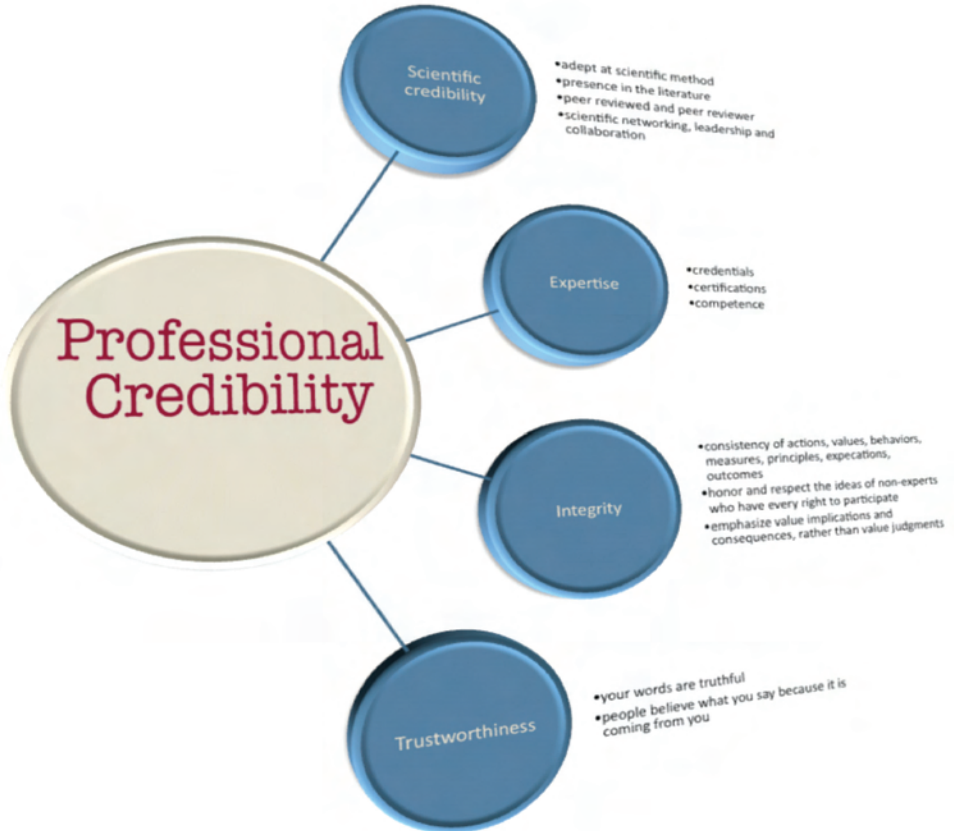 Professional
Credibility
Scientific
credibility
•adept at scientific method
•presence in the literature
•peer reviewed and peer reviewer
•scientific networking, leadership and
collaboration
Expertise
•credentials
•certifications
•competence
Integrity
•consistency of actions, values, behaviors,
measures, principles, expecations,
outcomes
•honor and respect the ideas of non-experts
who have every right to participate
•emphasize value implications and
consequences, rather than value judgments
Trustworthiness
•your words are truthful
•people believe what you say because it is
coming from you